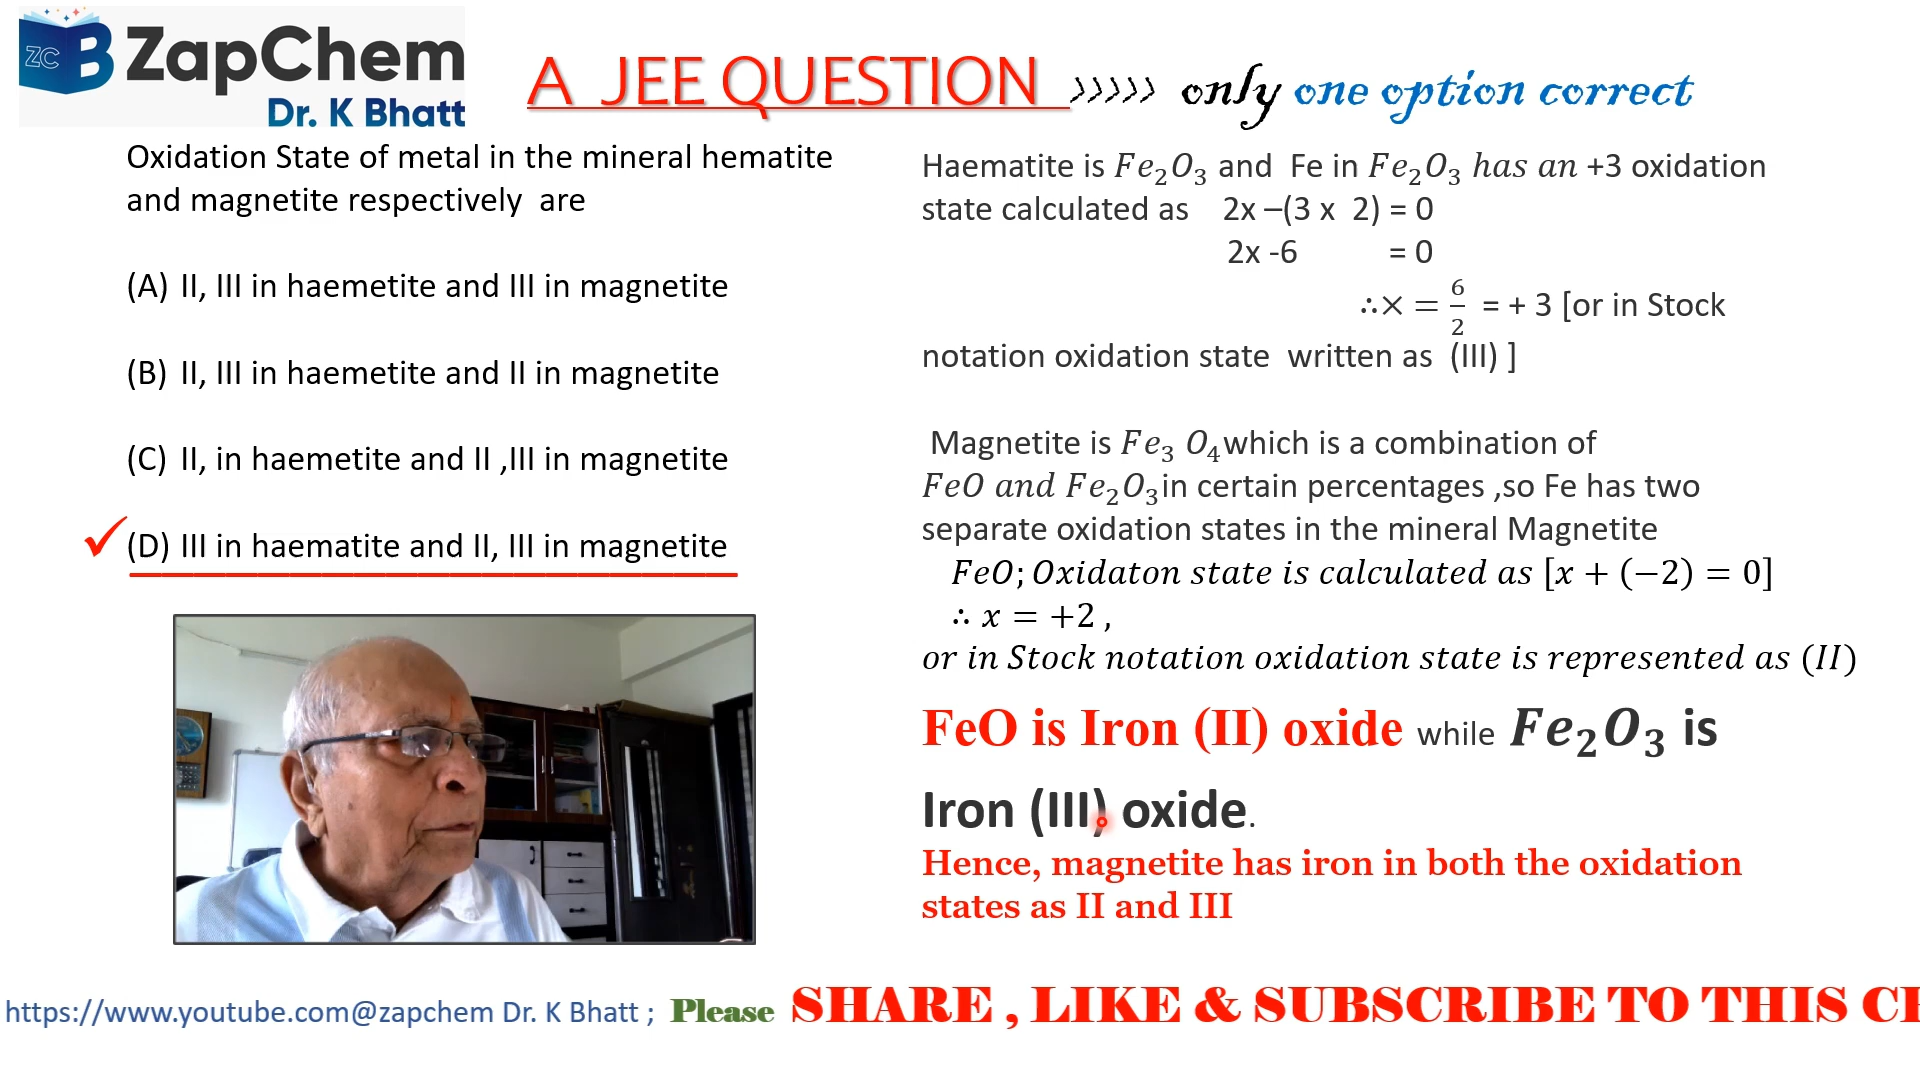 ZC B ZapChem
Dr. K Bhatt
A JEE QUESTION >>>>> only one option correct
Oxidation State of metal in the mineral hematite
and magnetite respectively are
(A) II, III in haemetite and III in magnetite
(B) II, III in haemetite and II in magnetite
(C) II, in haemetite and II ,III in magnetite
✓ (D) III in haematite and II, III in magnetite
Haematite is Fe₂O₃ and Fe in Fe₂O₃ has an +3 oxidation
state calculated as 2x –(3 x 2) = 0
2x -6 = 0
∴× = 6/2 = + 3 [or in Stock
notation oxidation state written as (III) ]
Magnetite is Fe₃ O₄which is a combination of
FeO and Fe₂O₃in certain percentages ,so Fe has two
separate oxidation states in the mineral Magnetite
FeO; Oxidaton state is calculated as [x + (−2) = 0]
∴ x = +2 ,
or in Stock notation oxidation state is represented as (II)
FeO is Iron (II) oxide while Fe₂O₃ is
Iron (III) oxide.
Hence, magnetite has iron in both the oxidation
states as II and III
https://www.youtube.com@zapchem Dr. K Bhatt ; Please SHARE , LIKE & SUBSCRIBE TO THIS